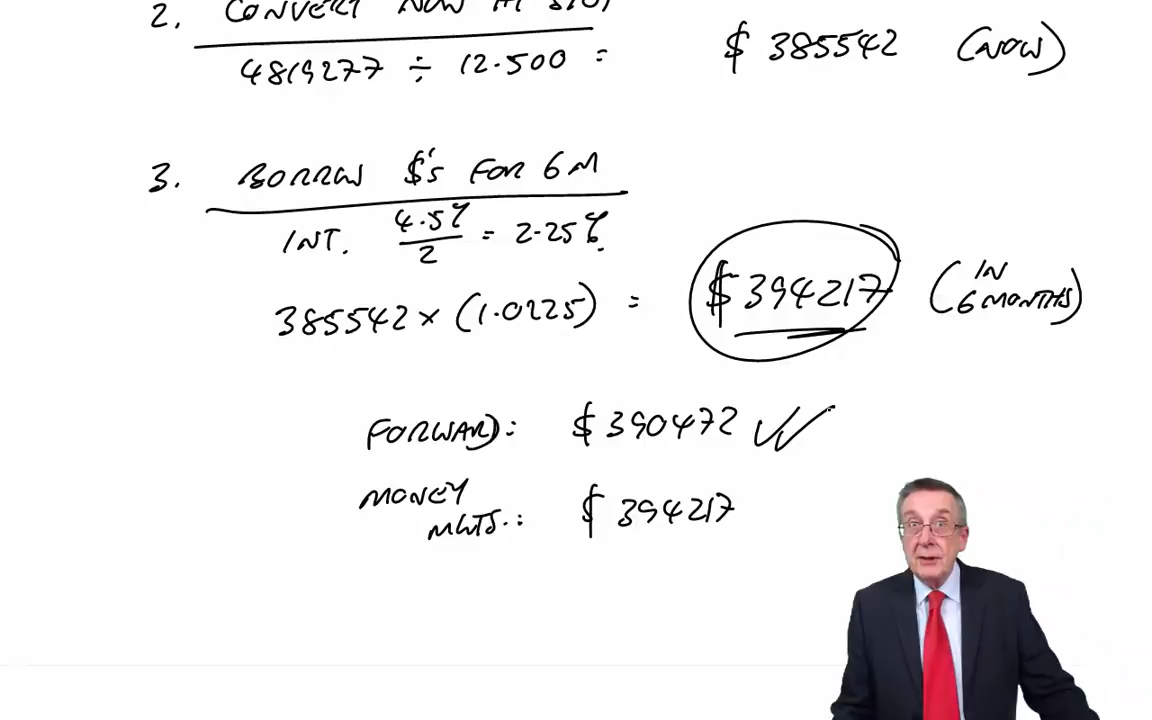 2. CONVERT NOW AT SPOT
4819277 ÷ 12.500 =
$ 385542 (NOW)
3. BORROW $'s FOR 6M
INT. 4.5%/2 = 2.25%
385542 × (1.0225) = $394217 (IN 6 MONTHS)
FORWARD: $390472
MONEY
MKTS.: $ 394217